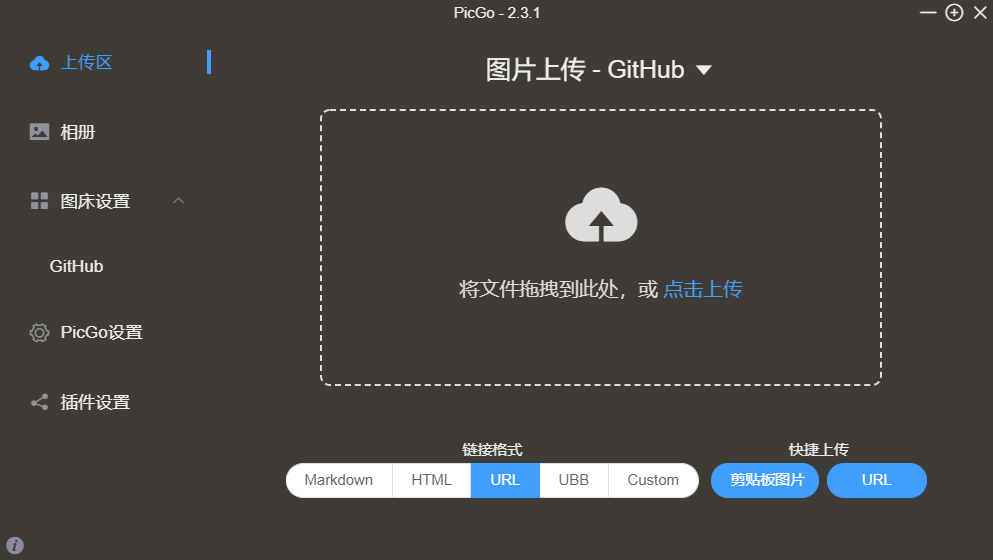 PicGo - 2.3.1
上传区
相册
图床设置
GitHub
PicGo设置
插件设置
图片上传 - GitHub
将文件拖拽到此处，或 点击上传
链接格式
Markdown HTML URL UBB Custom
快捷上传
剪贴板图片 URL